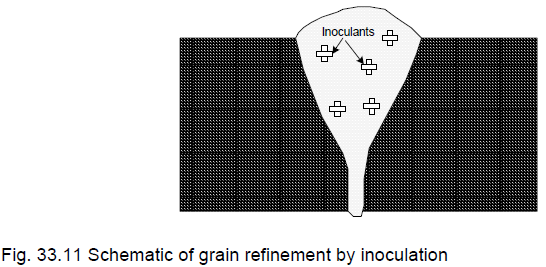 Inoculants
Fig. 33.11 Schematic of grain refinement by inoculation